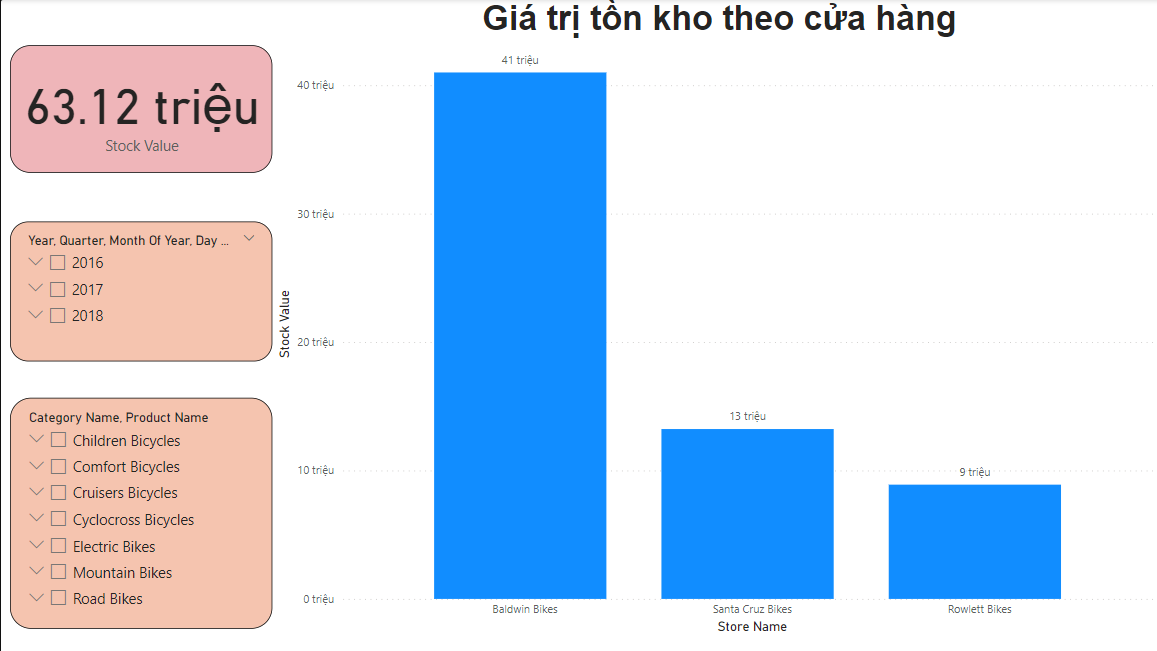 Giá trị tồn kho theo cửa hàng
63.12 triệu
Stock Value
Year, Quarter, Month Of Year, Day ...
2016
2017
2018
Category Name, Product Name
Children Bicycles
Comfort Bicycles
Cruisers Bicycles
Cyclocross Bicycles
Electric Bikes
Mountain Bikes
Road Bikes
Stock Value
40 triệu
30 triệu
20 triệu
10 triệu
0 triệu
41 triệu
13 triệu
9 triệu
Baldwin Bikes
Santa Cruz Bikes
Rowlett Bikes
Store Name